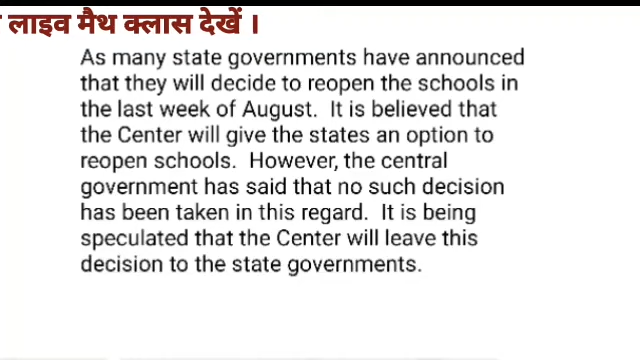 लाइव मैथ क्लास देखें ।
As many state governments have announced
that they will decide to reopen the schools in
the last week of August. It is believed that
the Center will give the states an option to
reopen schools. However, the central
government has said that no such decision
has been taken in this regard. It is being
speculated that the Center will leave this
decision to the state governments.